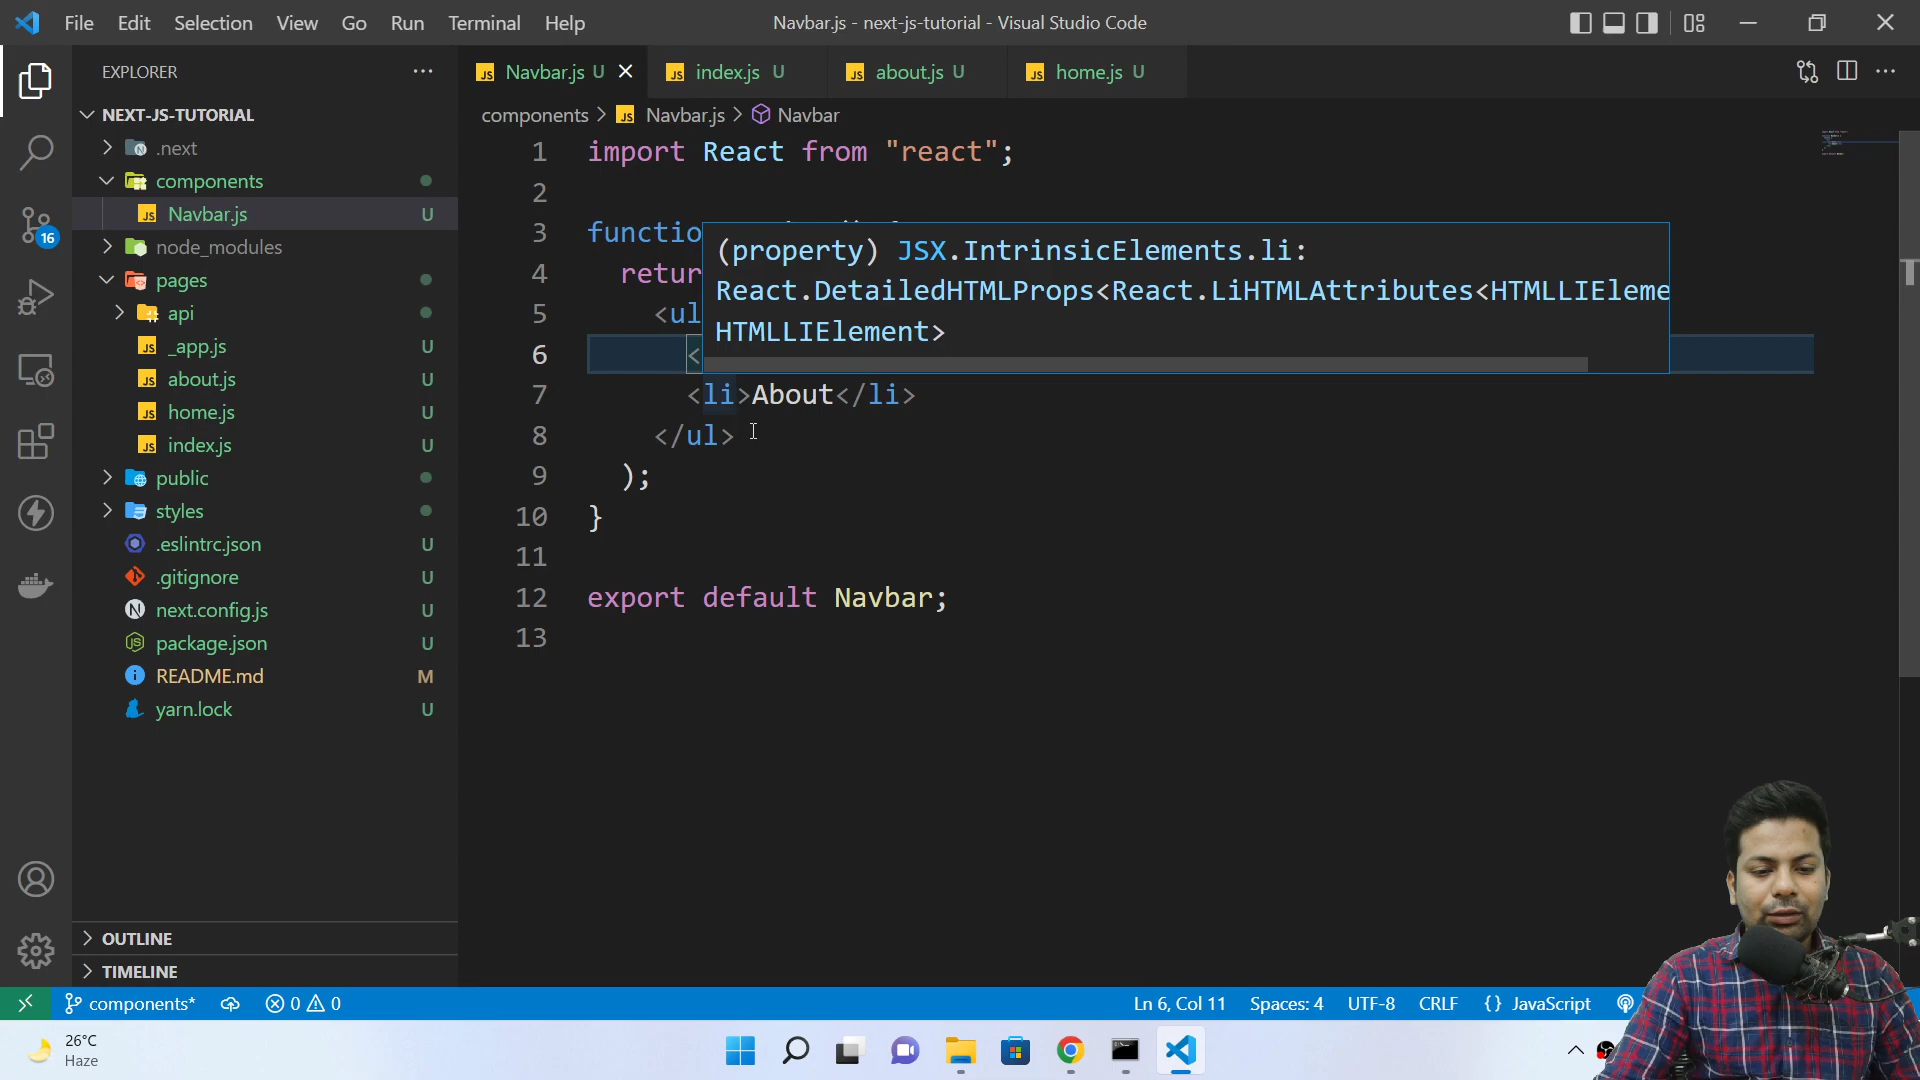 File Edit Selection View Go Run Terminal Help
Navbar.js - next-js-tutorial - Visual Studio Code
EXPLORER
NEXT-JS-TUTORIAL
.next
components
Navbar.js U
node_modules
pages
api
_app.js U
about.js U
home.js U
index.js U
public
styles
.eslintrc.json U
.gitignore U
next.config.js U
package.json U
README.md M
yarn.lock U
OUTLINE
TIMELINE
16
Navbar.js U index.js U about.js U home.js U
components > Navbar.js > Navbar
1 import React from "react";
2
3 functio
4 retur
5 <ul
6 <
(property) JSX.IntrinsicElements.li:
React.DetailedHTMLProps<React.LiHTMLAttributes<HTMLLIEleme
HTMLLIElement>
7 <li>About</li>
8 </ul>
9 );
10 }
11
12 export default Navbar;
13
components* 0 0 Ln 6, Col 11 Spaces: 4 UTF-8 CRLF {} JavaScript
26°C
Haze